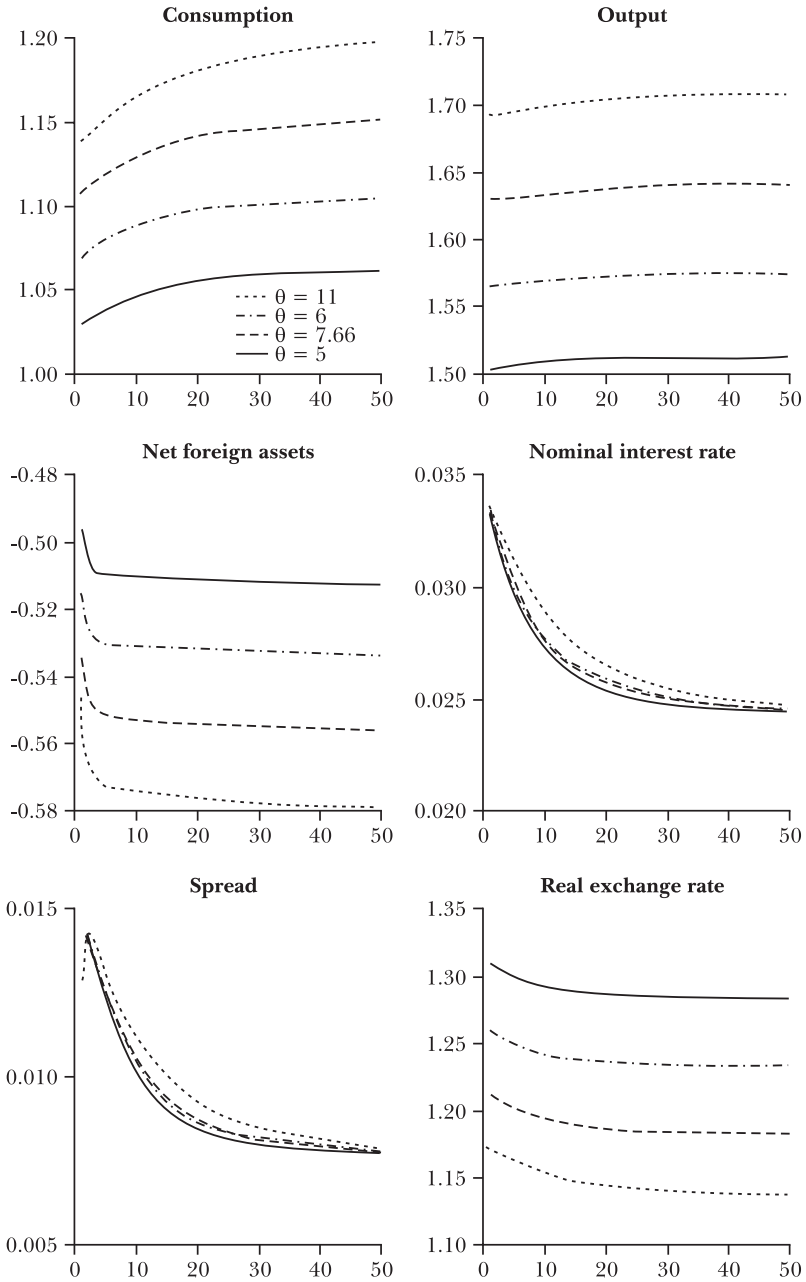 Consumption
1.20
1.15
1.10
1.05
1.00
θ = 11
θ = 6
θ = 7.66
θ = 5
0 10 20 30 40 50
Output
1.75
1.70
1.65
1.60
1.55
1.50
0 10 20 30 40 50
Net foreign assets
-0.48
-0.50
-0.52
-0.54
-0.56
-0.58
0 10 20 30 40 50
Nominal interest rate
0.035
0.030
0.025
0.020
0 10 20 30 40 50
Spread
0.015
0.010
0.005
0 10 20 30 40 50
Real exchange rate
1.35
1.30
1.25
1.20
1.15
1.10
0 10 20 30 40 50